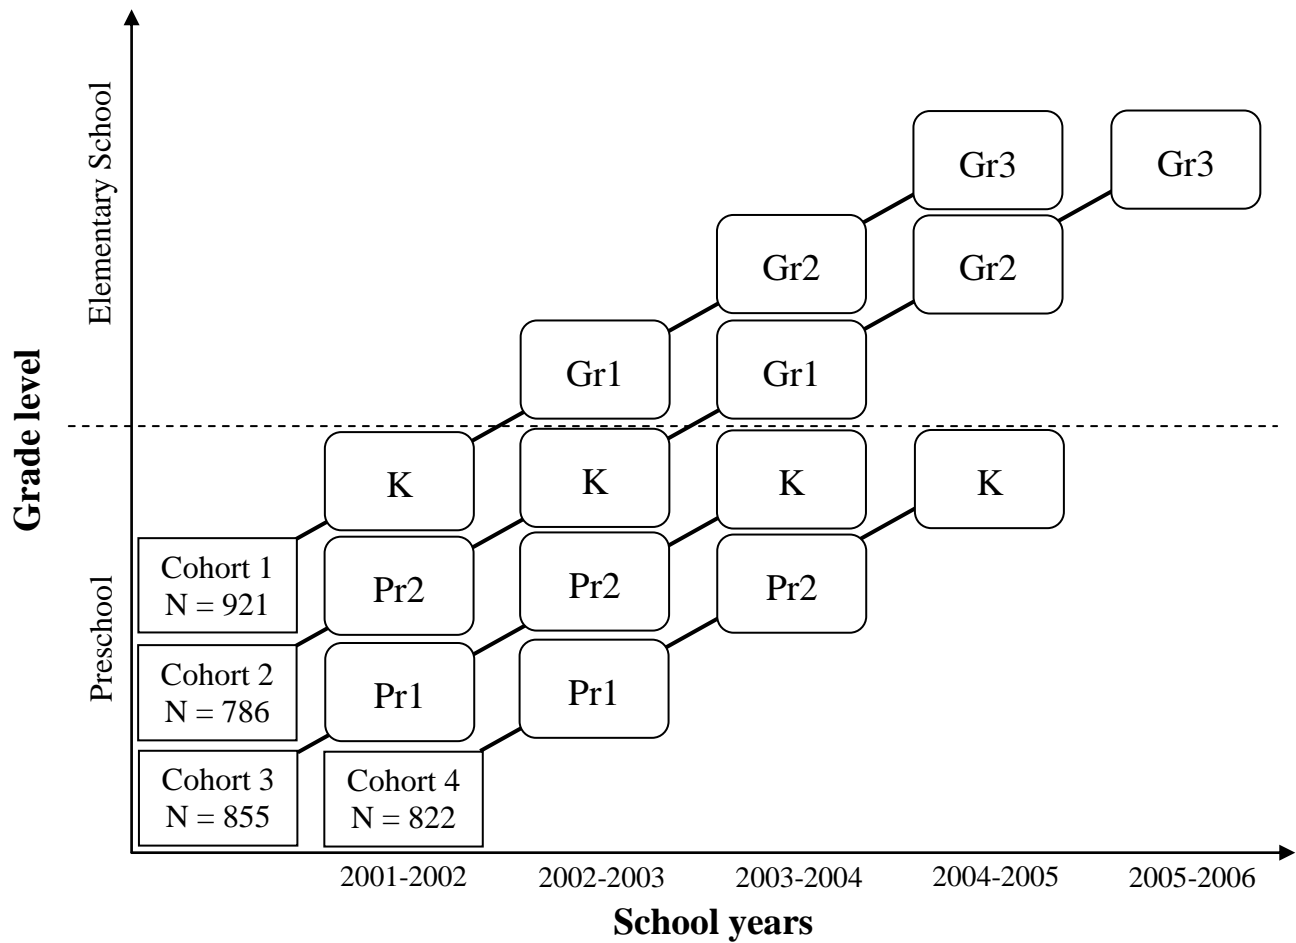 Elementary School
Grade level
Preschool
Gr3
Gr3
Gr2
Gr2
Gr1
Gr1
K
K
K
K
Cohort 1
N = 921
Pr2
Pr2
Pr2
Cohort 2
N = 786
Pr1
Pr1
Cohort 3
N = 855
Cohort 4
N = 822
2001-2002
2002-2003
2003-2004
2004-2005
2005-2006
School years